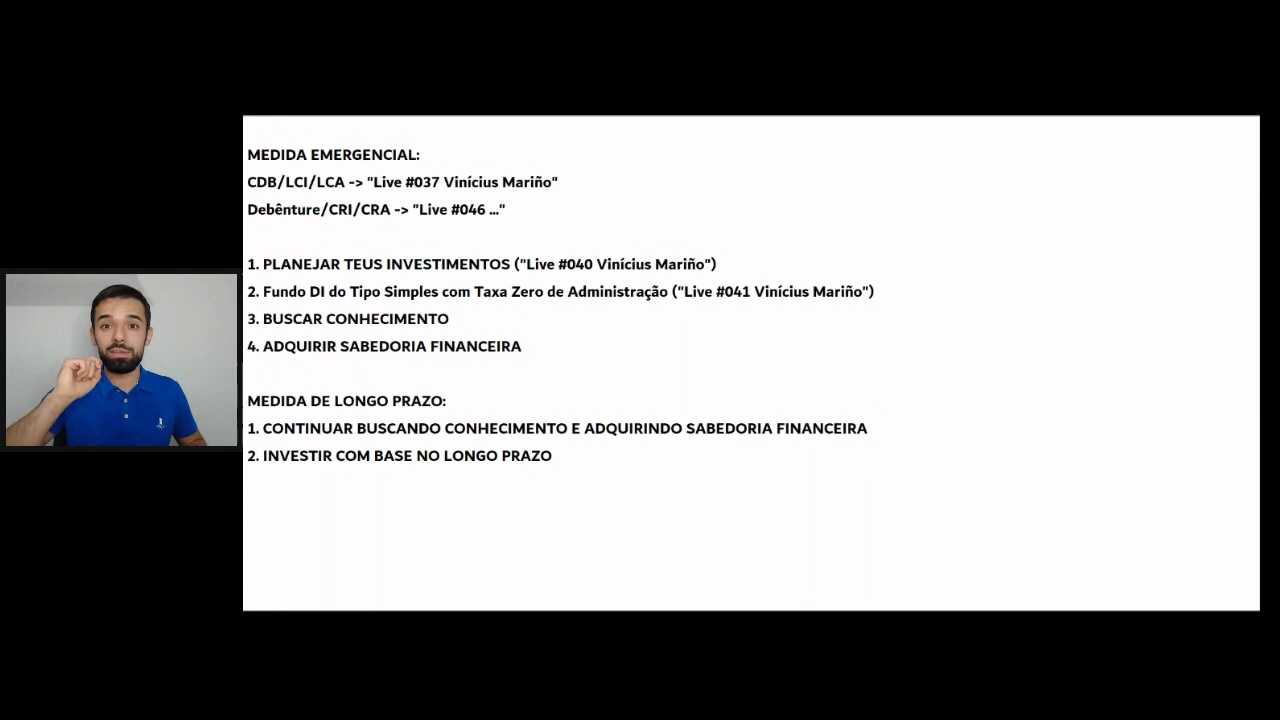 MEDIDA EMERGENCIAL:
CDB/LCI/LCA -> "Live #037 Vinícius Mariño"
Debênture/CRI/CRA -> "Live #046 ..."
1. PLANEJAR TEUS INVESTIMENTOS ("Live #040 Vinícius Mariño")
2. Fundo DI do Tipo Simples com Taxa Zero de Administração ("Live #041 Vinícius Mariño")
3. BUSCAR CONHECIMENTO
4. ADQUIRIR SABEDORIA FINANCEIRA
MEDIDA DE LONGO PRAZO:
1. CONTINUAR BUSCANDO CONHECIMENTO E ADQUIRINDO SABEDORIA FINANCEIRA
2. INVESTIR COM BASE NO LONGO PRAZO